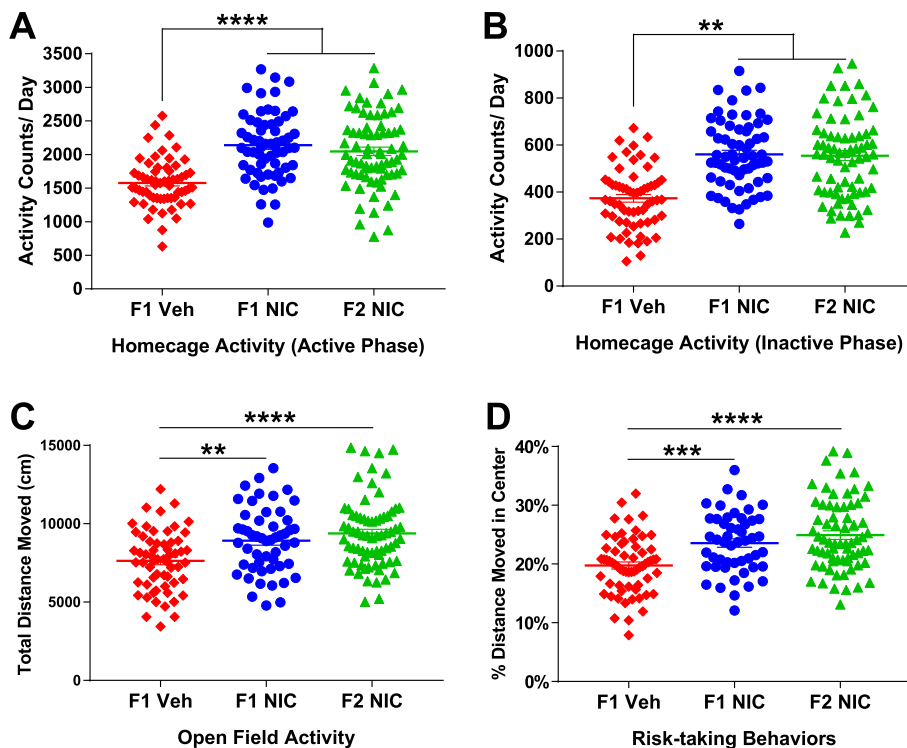 A
****
Activity Counts/ Day
3500
3000
2500
2000
1500
1000
500
0
F1 Veh F1 NIC F2 NIC
Homecage Activity (Active Phase)
B
**
Activity Counts/ Day
1000
800
600
400
200
0
F1 Veh F1 NIC F2 NIC
Homecage Activity (Inactive Phase)
C
****
**
Total Distance Moved (cm)
15000
10000
5000
0
F1 Veh F1 NIC F2 NIC
Open Field Activity
D
****
***
% Distance Moved in Center
40%
30%
20%
10%
0%
F1 Veh F1 NIC F2 NIC
Risk-taking Behaviors